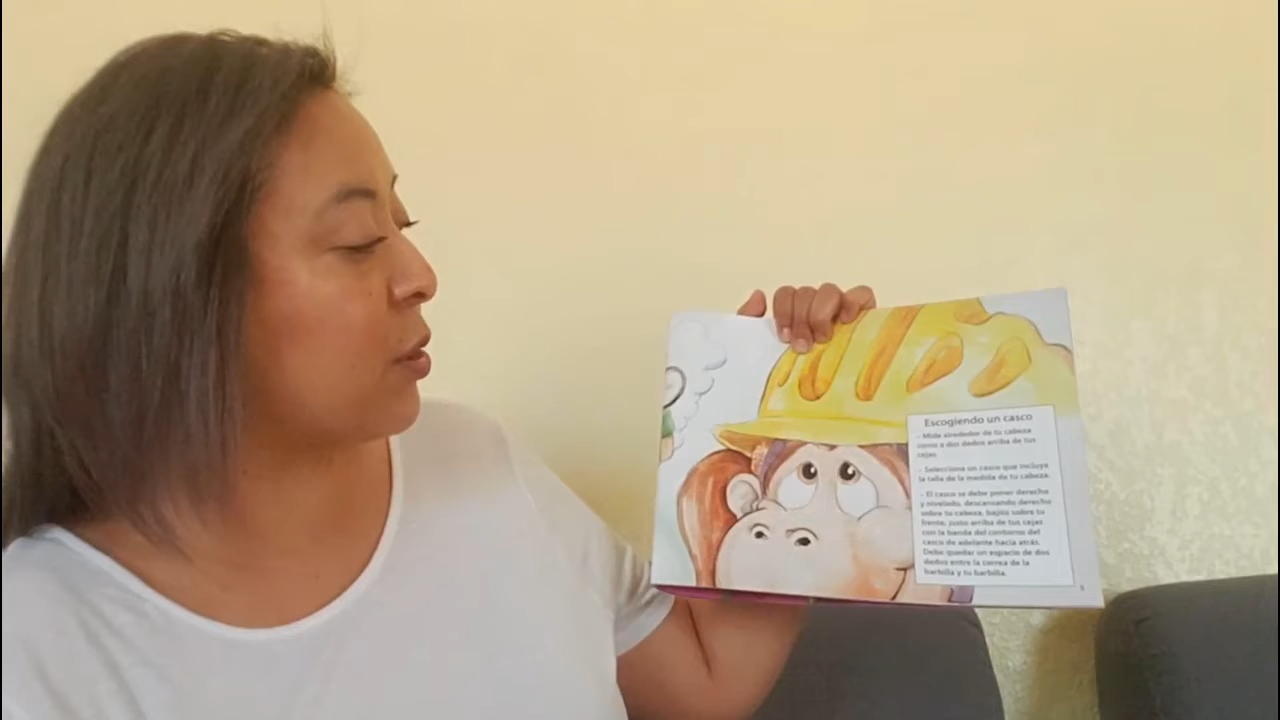 Escogiendo un casco
- Mida alrededor de tu cabeza
como a dos dedos arriba de tus
cejas
- Selecciona un casco que incluya
la talla de la medida de tu cabeza.
- El casco se debe poner derecho
y nivelado, descansando derecho
sobre tu cabeza, bajito sobre tu
frente, justo arriba de tus cejas
con la banda del contorno del
casco de adelante hacia atrás.
Debe quedar un espacio de dos
dedos entre la correa de la
barbilla y tu barbilla.